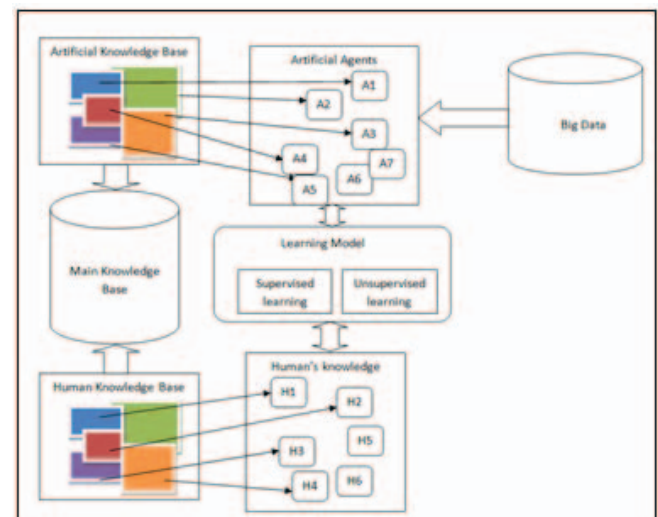 Artificial Knowledge Base
Artificial Agents
A1
A2
A3
A4
A7
A6
A5
Big Data
Learning Model
Supervised
learning
Unsupervised
learning
Main Knowledge
Base
Human Knowledge Base
Human's knowledge
H1
H2
H5
H3
H4
H6